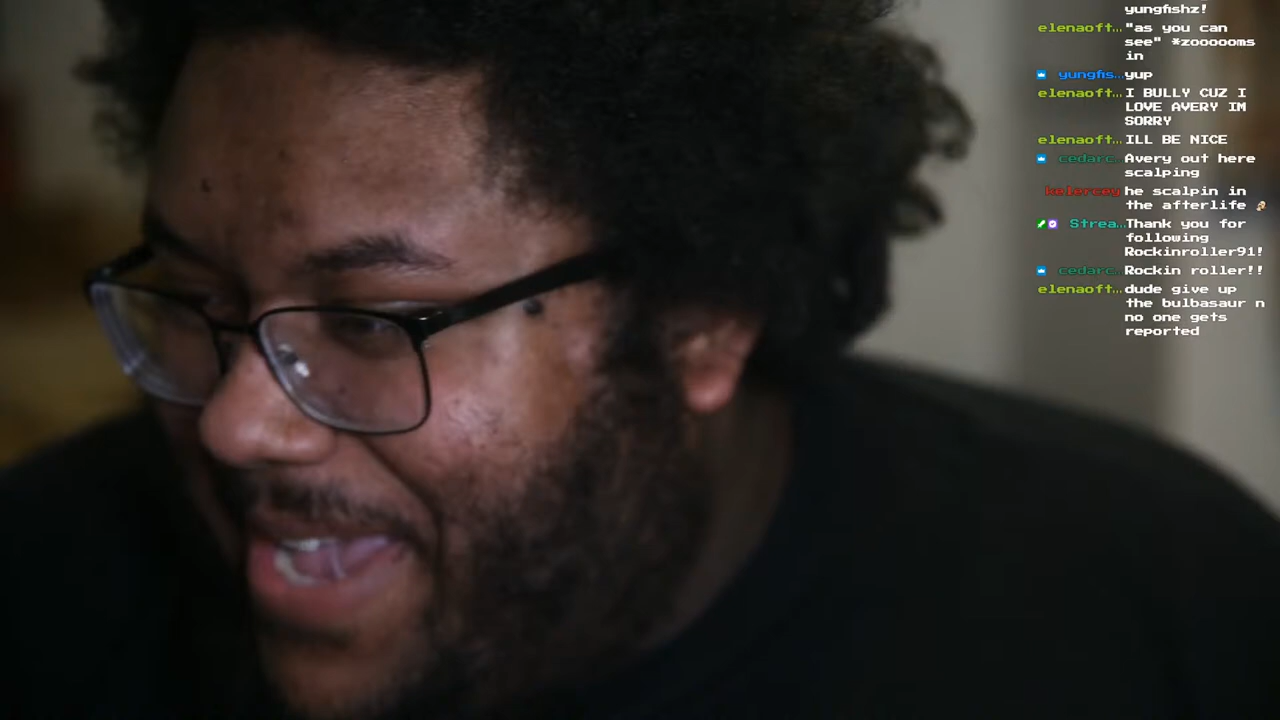 yungfishz!
elenaoft… "as you can
see" *zoooooms
in
yungfis… yup
elenaoft… I BULLY CUZ I
LOVE AVERY IM
SORRY
elenaoft… ILL BE NICE
cedarc… Avery out here
scalping
kelercey he scalpin in
the afterlife
Strea… Thank you for
following
Rockinroller91!
cedarc… Rockin roller!!
elenaoft… dude give up
the bulbasaur n
no one gets
reported